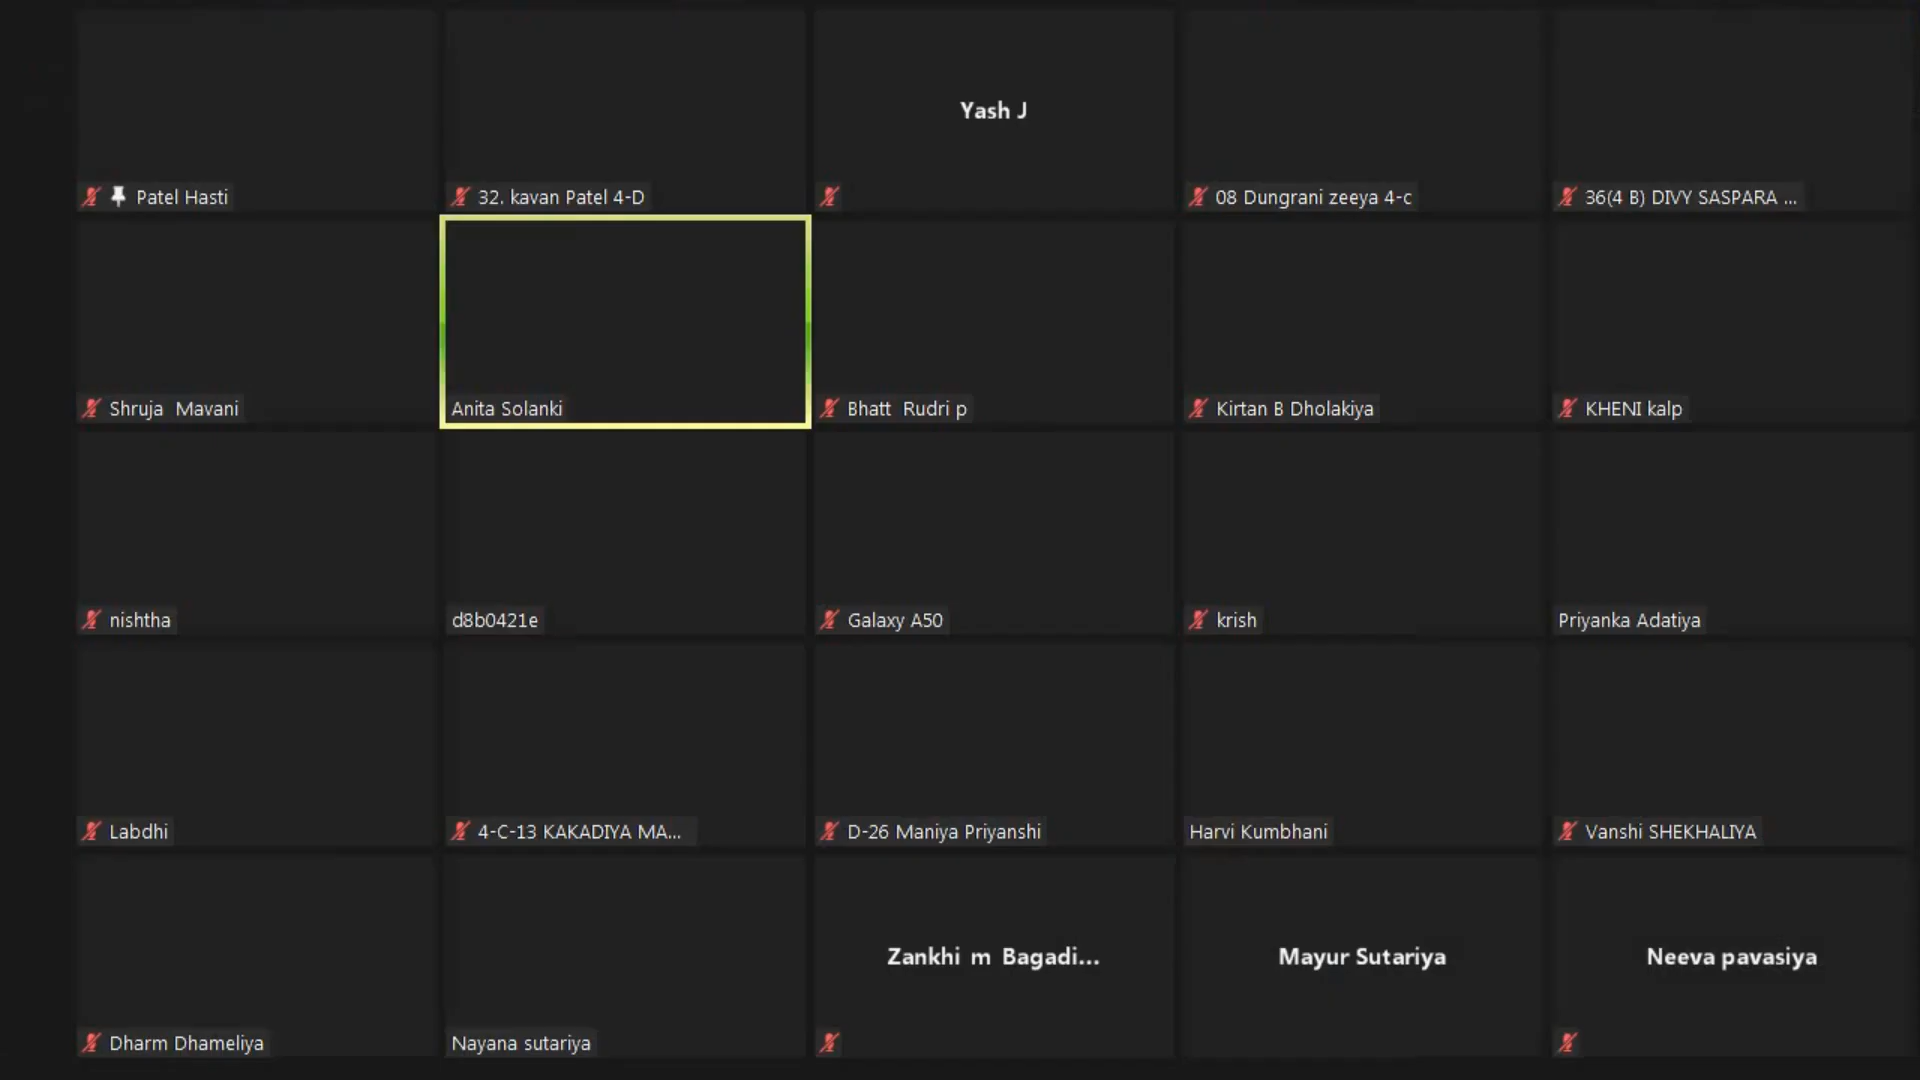 Yash J
Patel Hasti
32. kavan Patel 4-D
08 Dungrani zeeya 4-c
36(4 B) DIVY SASPARA ...
Shruja  Mavani
Anita Solanki
Bhatt  Rudri p
Kirtan B Dholakiya
KHENI kalp
nishtha
d8b0421e
Galaxy A50
krish
Priyanka Adatiya
Labdhi
4-C-13 KAKADIYA MA...
D-26 Maniya Priyanshi
Harvi Kumbhani
Vanshi SHEKHALIYA
Zankhi  m  Bagadi...
Mayur Sutariya
Neeva pavasiya
Dharm Dhameliya
Nayana sutariya